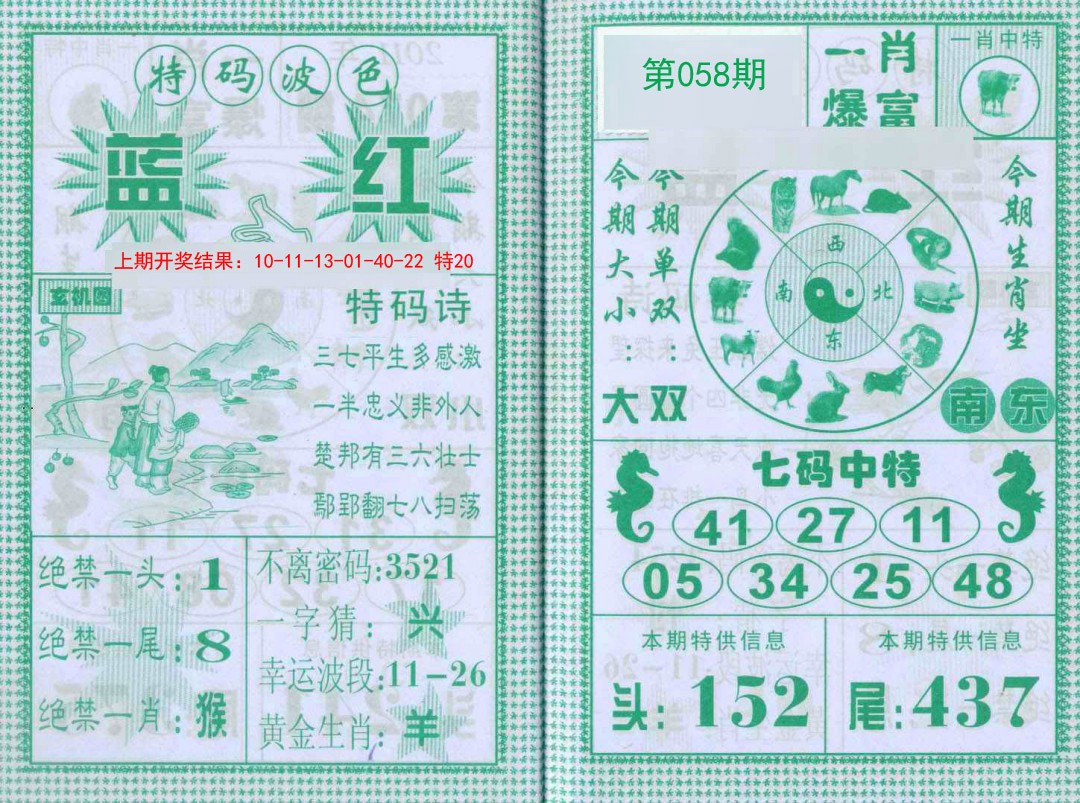 特码波色
蓝 红
上期开奖结果：10-11-13-01-40-22 特20
玄机图
特码诗
三七平生多感激
一半忠义非外人
楚邦有三六壮士
鄢郢翻七八扫荡
绝禁一头：1
绝禁一尾：8
绝禁一肖：猴
不离密码：3521
一字猜：兴
幸运波段：11-26
黄金生肖：羊
第058期
一肖爆富
一肖中特
今期大小：大
今期单双：双
西
南 北
东
今期生肖坐
南 东
七码中特
41 27 11
05 34 25 48
本期特供信息
头：152
本期特供信息
尾：437